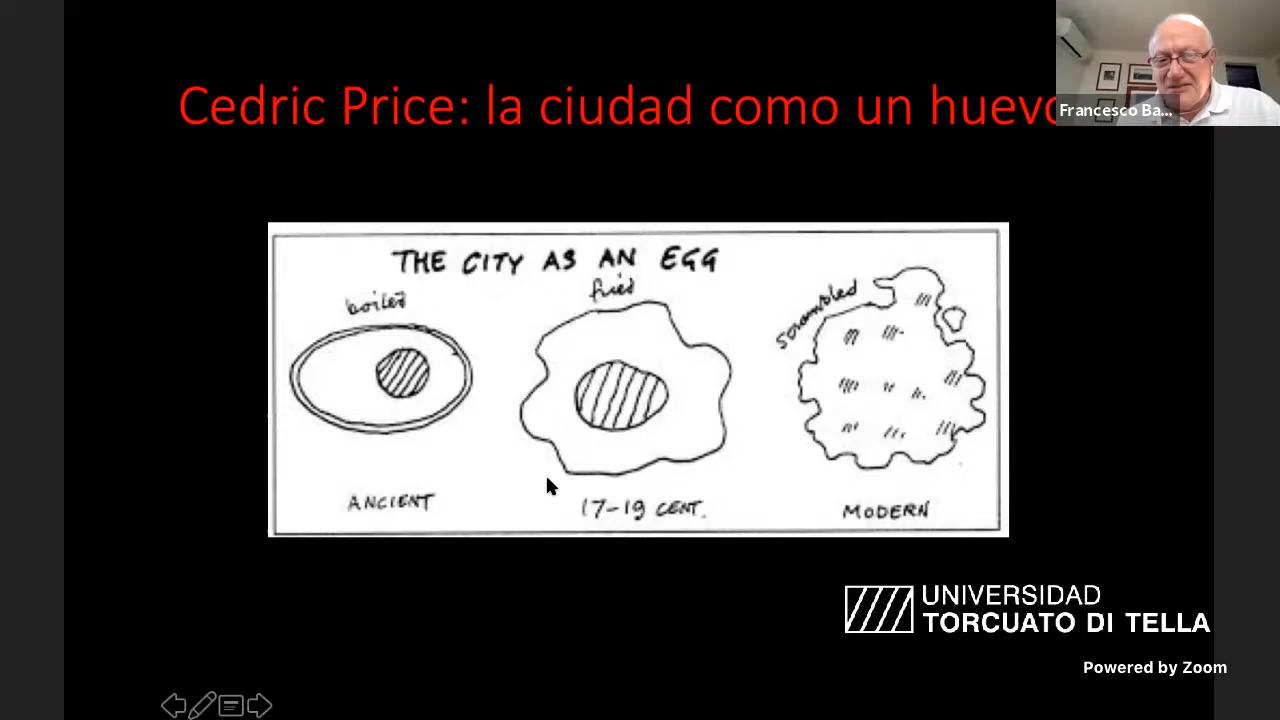 Cedric Price: la ciudad como un huevo
Francesco Ba...
THE CITY AS AN EGG
boiled
fried
scrambled
ANCIENT
17-19 CENT.
MODERN
UNIVERSIDAD
TORCUATO DI TELLA
Powered by Zoom